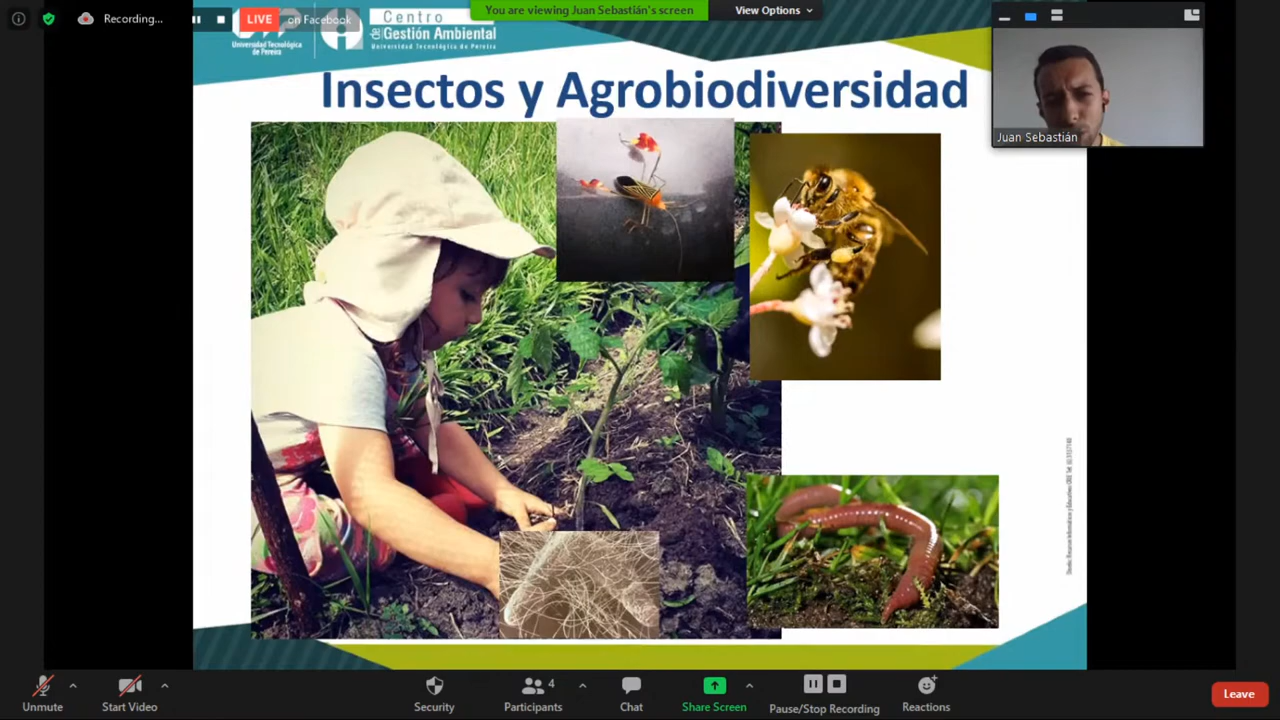 Recording...
LIVE
on Facebook
You are viewing Juan Sebastián's screen
View Options
Universidad Tecnológica
de Pereira
Centro
de Gestión Ambiental
Universidad Tecnológica de Pereira
Insectos y Agrobiodiversidad
Juan Sebastián
Unmute
Start Video
Security
4
Participants
Chat
Share Screen
Pause/Stop Recording
Reactions
Leave